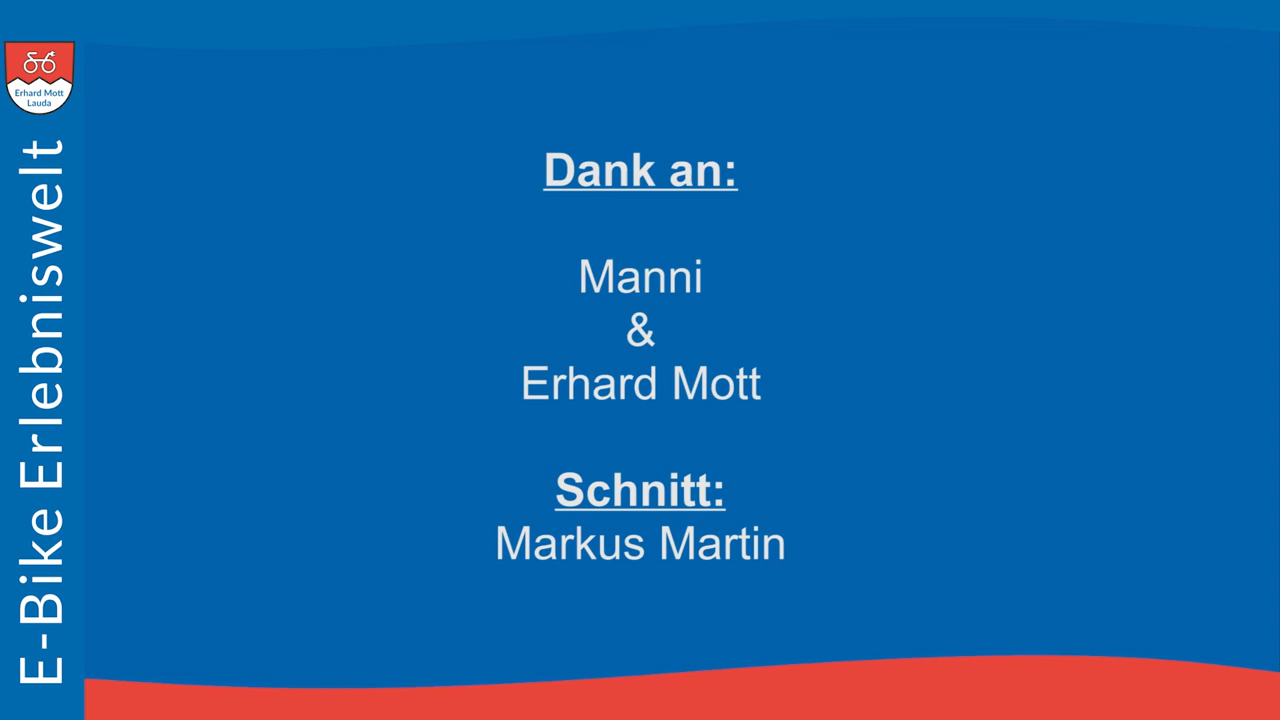 Erhard Mott
Lauda
E-Bike Erlebniswelt
Dank an:
Manni
&
Erhard Mott
Schnitt:
Markus Martin